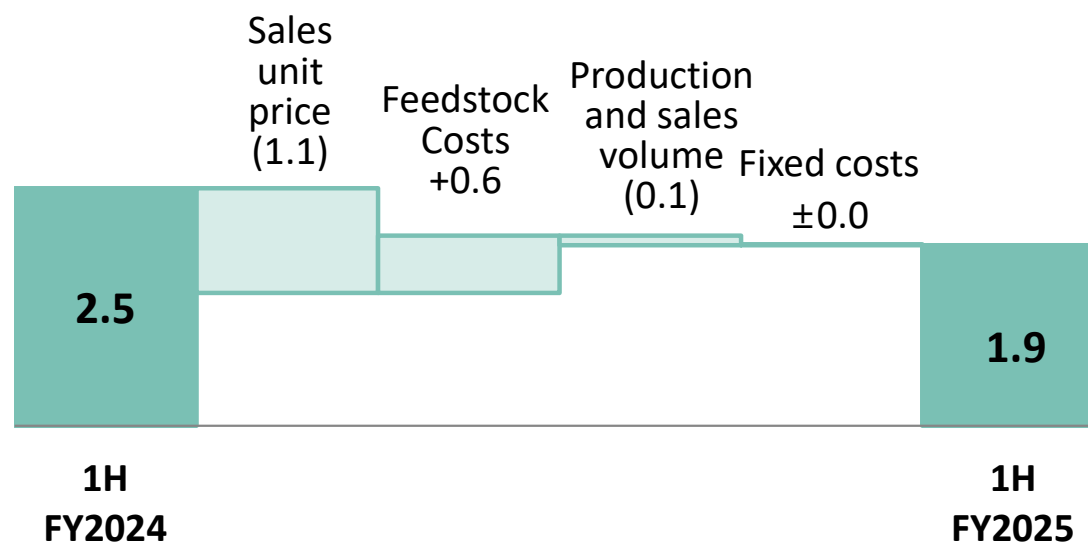 Sales
unit
price
(1.1)
Feedstock
Costs
+0.6
Production
and sales
volume
(0.1)
Fixed costs
±0.0
2.5
1.9
1H
FY2024
1H
FY2025